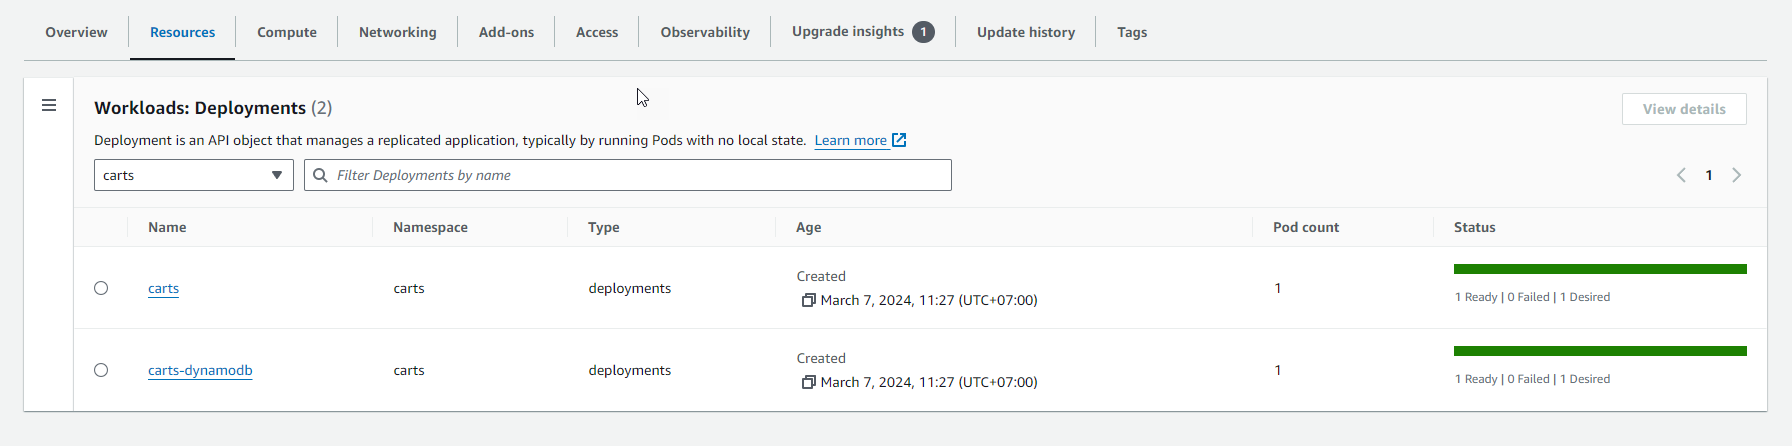 Overview Resources Compute Networking Add-ons Access Observability Upgrade insights 1 Update history Tags
Workloads: Deployments (2)
View details
Deployment is an API object that manages a replicated application, typically by running Pods with no local state. Learn more
carts Filter Deployments by name 1
Name Namespace Type Age Pod count Status
carts carts deployments Created 1
March 7, 2024, 11:27 (UTC+07:00)
1 Ready | 0 Failed | 1 Desired
carts-dynamodb carts deployments Created 1
March 7, 2024, 11:27 (UTC+07:00)
1 Ready | 0 Failed | 1 Desired